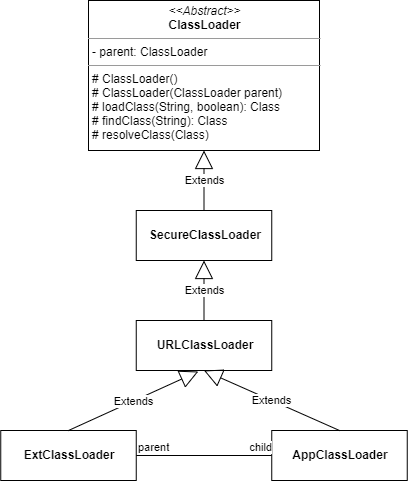 <<Abstract>>
ClassLoader
- parent: ClassLoader
# ClassLoader()
# ClassLoader(ClassLoader parent)
# loadClass(String, boolean): Class
# findClass(String): Class
# resolveClass(Class)
Extends
SecureClassLoader
Extends
URLClassLoader
Extends
Extends
ExtClassLoader
parent
child
AppClassLoader